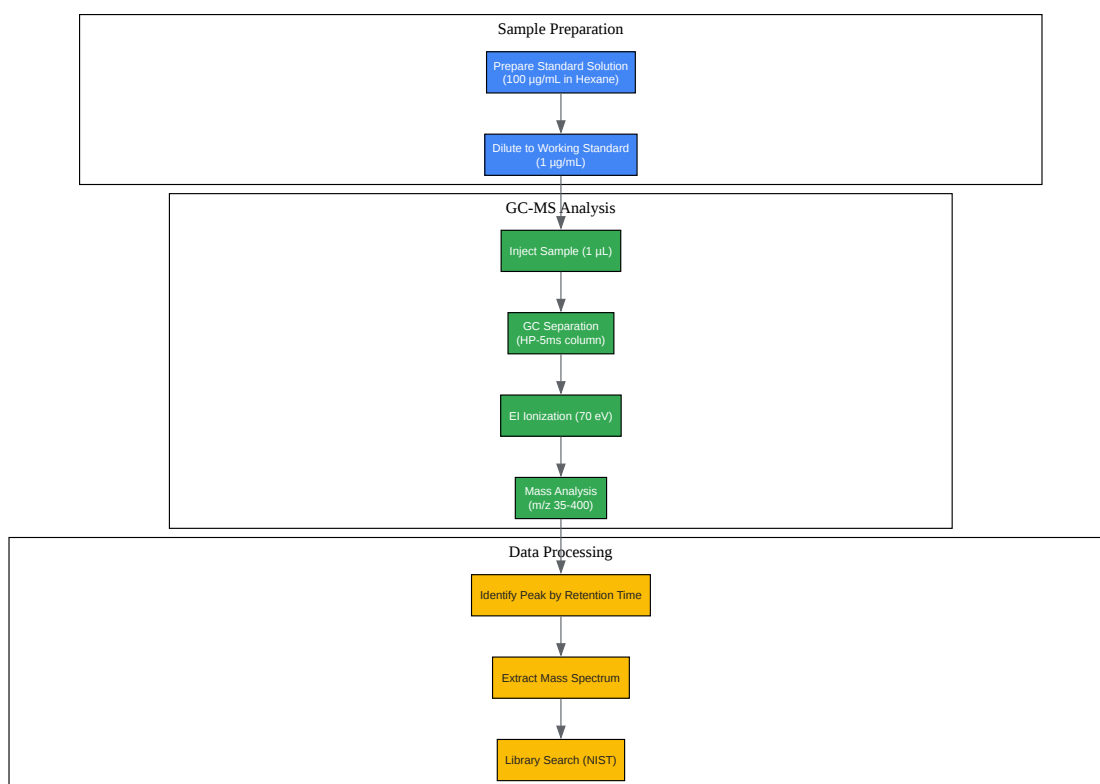 Sample Preparation
Prepare Standard Solution
(100 µg/mL in Hexane)
Dilute to Working Standard
(1 µg/mL)
GC-MS Analysis
Inject Sample (1 µL)
GC Separation
(HP-5ms column)
EI Ionization (70 eV)
Mass Analysis
(m/z 35-400)
Data Processing
Identify Peak by Retention Time
Extract Mass Spectrum
Library Search (NIST)